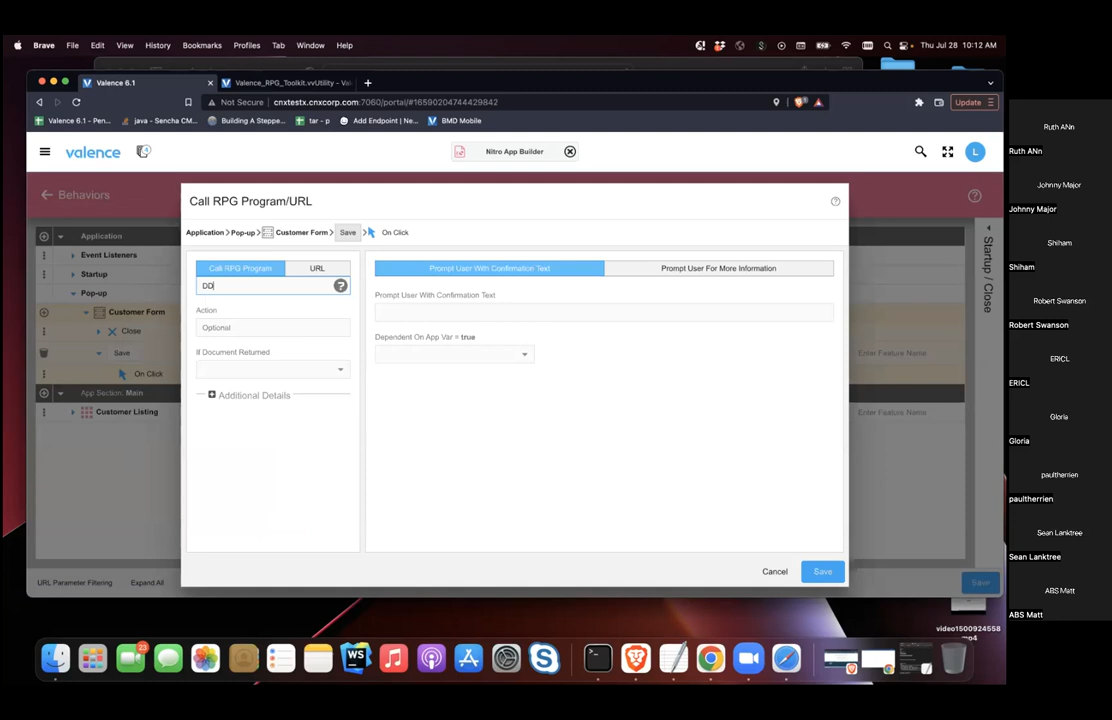 Brave File Edit View History Bookmarks Profiles Tab Window Help Thu Jul 28 10:12 AM
Valence 6.1 Valence_RPG_Toolkit.vvUtility - Val
Not Secure cnxtestx.cnxcorp.com:7060/portal/#16590204744429842 Update
Valence 6.1 - Pen... java - Sencha CM... Building A Steppe... tar - p Add Endpoint | Ne... BMD Mobile
valence Nitro App Builder L
Behaviors
Call RPG Program/URL
Application Pop-up Customer Form Save On Click
Application
Event Listeners
Startup
Pop-up
Customer Form
Close
Save Enter Feature Name
On Click
App Section: Main
Customer Listing Enter Feature Name
Call RPG Program URL
DD
Action
Optional
If Document Returned
Additional Details
Prompt User With Confirmation Text Prompt User For More Information
Prompt User With Confirmation Text
Dependent On App Var = true
Startup / Close
Cancel Save
URL Parameter Filtering Expand All Save
video1500924558
mp4
23
WS
Ruth ANn
Ruth ANn
Johnny Major
Johnny Major
Shiham
Shiham
Robert Swanson
Robert Swanson
ERICL
ERICL
Gloria
Gloria
paultherrien
paultherrien
Sean Lanktree
Sean Lanktree
ABS Matt
ABS Matt